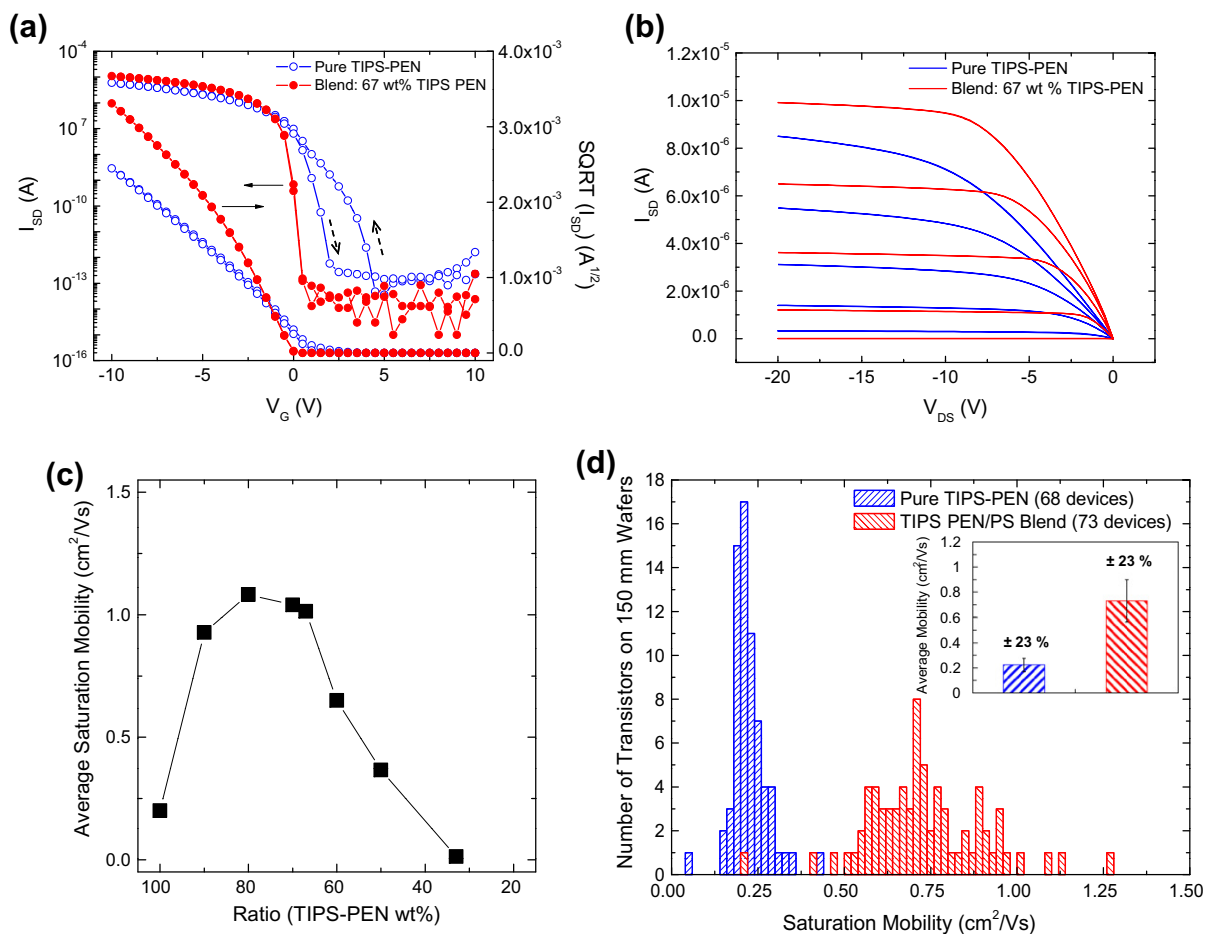 (a)
10-4
10-7
10-10
10-13
10-16
I_SD (A)
-10
-5
0
5
10
V_G (V)
4.0x10-3
3.0x10-3
2.0x10-3
1.0x10-3
0.0
SQRT (I_SD) (A1/2)
Pure TIPS-PEN
Blend: 67 wt% TIPS PEN
(b)
1.2x10-5
1.0x10-5
8.0x10-6
6.0x10-6
4.0x10-6
2.0x10-6
0.0
I_SD (A)
-20
-15
-10
-5
0
V_DS (V)
Pure TIPS-PEN
Blend: 67 wt % TIPS-PEN
(c)
1.5
1.0
0.5
0.0
Average Saturation Mobility (cm2/Vs)
100
80
60
40
20
Ratio (TIPS-PEN wt%)
(d)
18
16
14
12
10
8
6
4
2
0
Number of Transistors on 150 mm Wafers
0.00
0.25
0.50
0.75
1.00
1.25
1.50
Saturation Mobility (cm2/Vs)
Pure TIPS-PEN (68 devices)
TIPS PEN/PS Blend (73 devices)
1.2
1
0.8
0.6
0.4
0.2
0
Average Mobility (cm2/Vs)
± 23 %
± 23 %